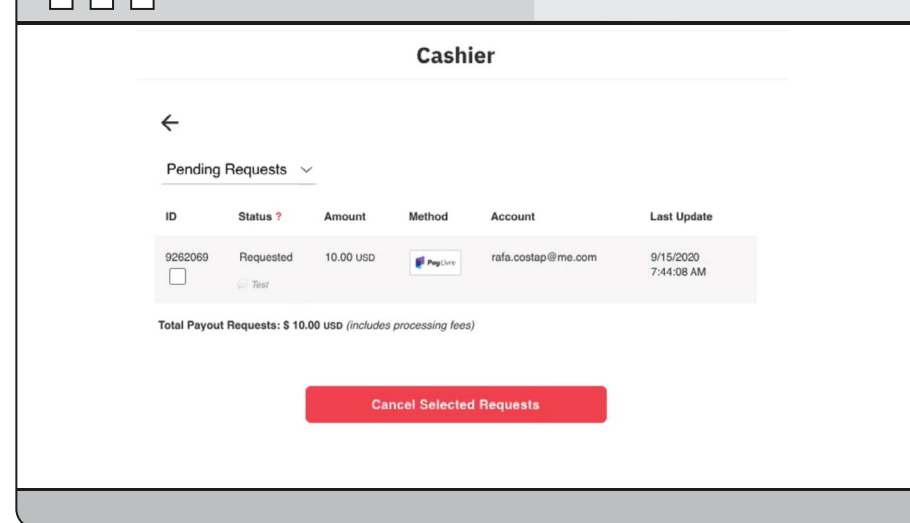 Cashier
Pending Requests
ID Status ? Amount Method Account Last Update
9262069 Requested 10.00 USD PayLivre rafa.costap@me.com 9/15/2020
Test 7:44:08 AM
Total Payout Requests: $ 10.00 USD (includes processing fees)
Cancel Selected Requests